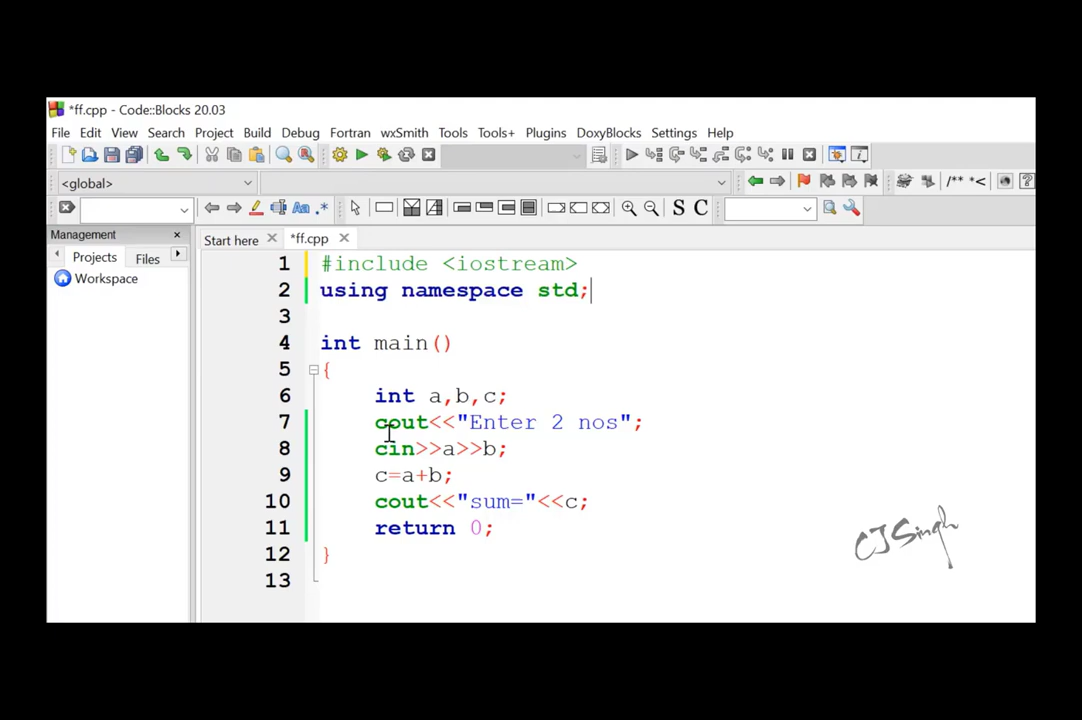 *ff.cpp - Code::Blocks 20.03
File Edit View Search Project Build Debug Fortran wxSmith Tools Tools+ Plugins DoxyBlocks Settings Help
<global>
/** *<
Aa .* S C
Management
Projects Files
Workspace
Start here *ff.cpp
1 #include <iostream>
2 using namespace std;
3
4 int main()
5 {
6 int a,b,c;
7 cout<<"Enter 2 nos";
8 cin>>a>>b;
9 c=a+b;
10 cout<<"sum="<<c;
11 return 0;
12 }
13
CJSingh